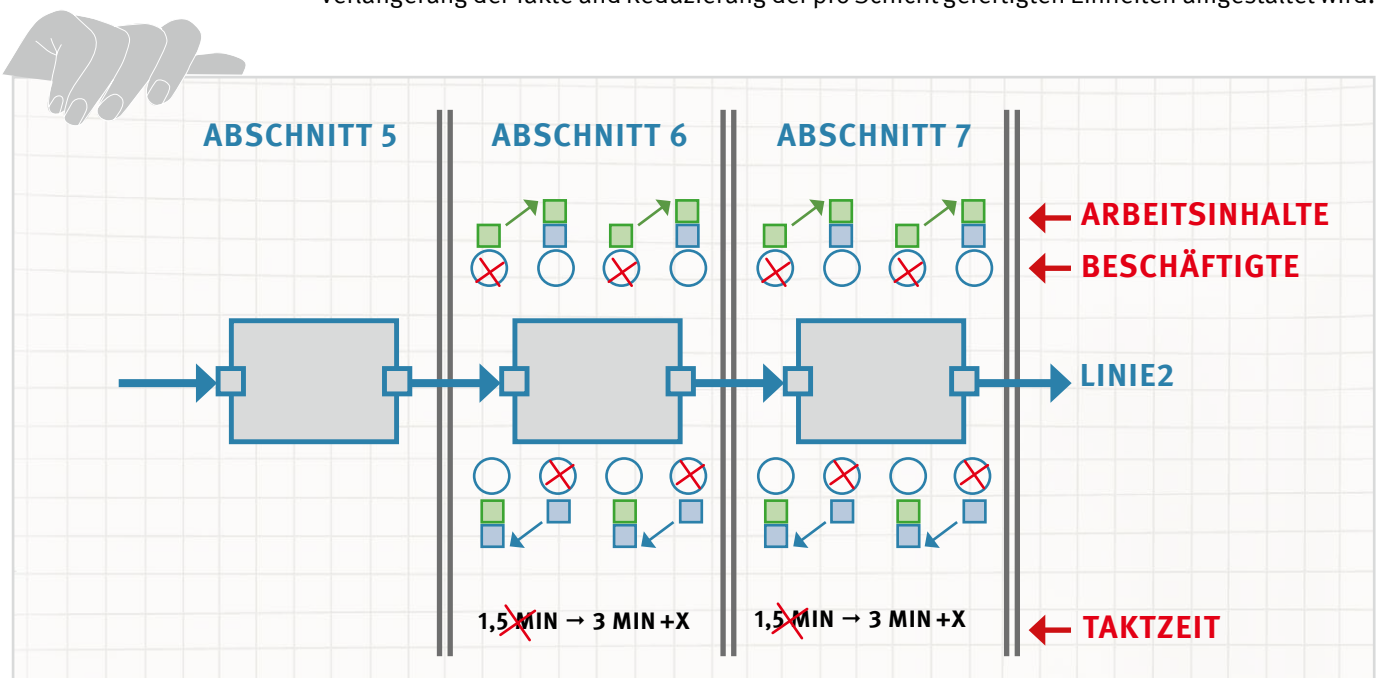 Verlängerung der Takte und Reduzierung der pro Schicht gefertigten Einheiten umgestaltet wird.
ABSCHNITT 5 ABSCHNITT 6 ABSCHNITT 7
ARBEITSINHALTE
BESCHÄFTIGTE
LINIE2
1,5 MIN → 3 MIN +X 1,5 MIN → 3 MIN +X
TAKTZEIT